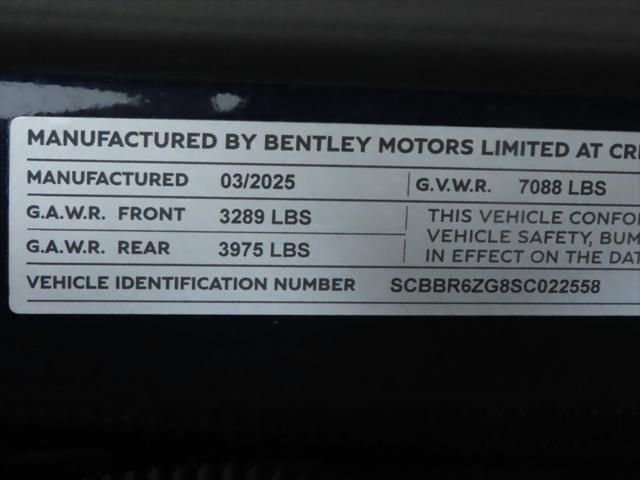 MANUFACTURED BY BENTLEY MOTORS LIMITED AT
MANUFACTURED 03/2025 G.V.W.R. 7088 LBS
G.A.W.R. FRONT 3289 LBS
G.A.W.R. REAR 3975 LBS
THIS VEHICLE
VEHICLE SAFETY,
IN EFFECT ON THE
VEHICLE IDENTIFICATION NUMBER SCBBR6ZG8SC022558